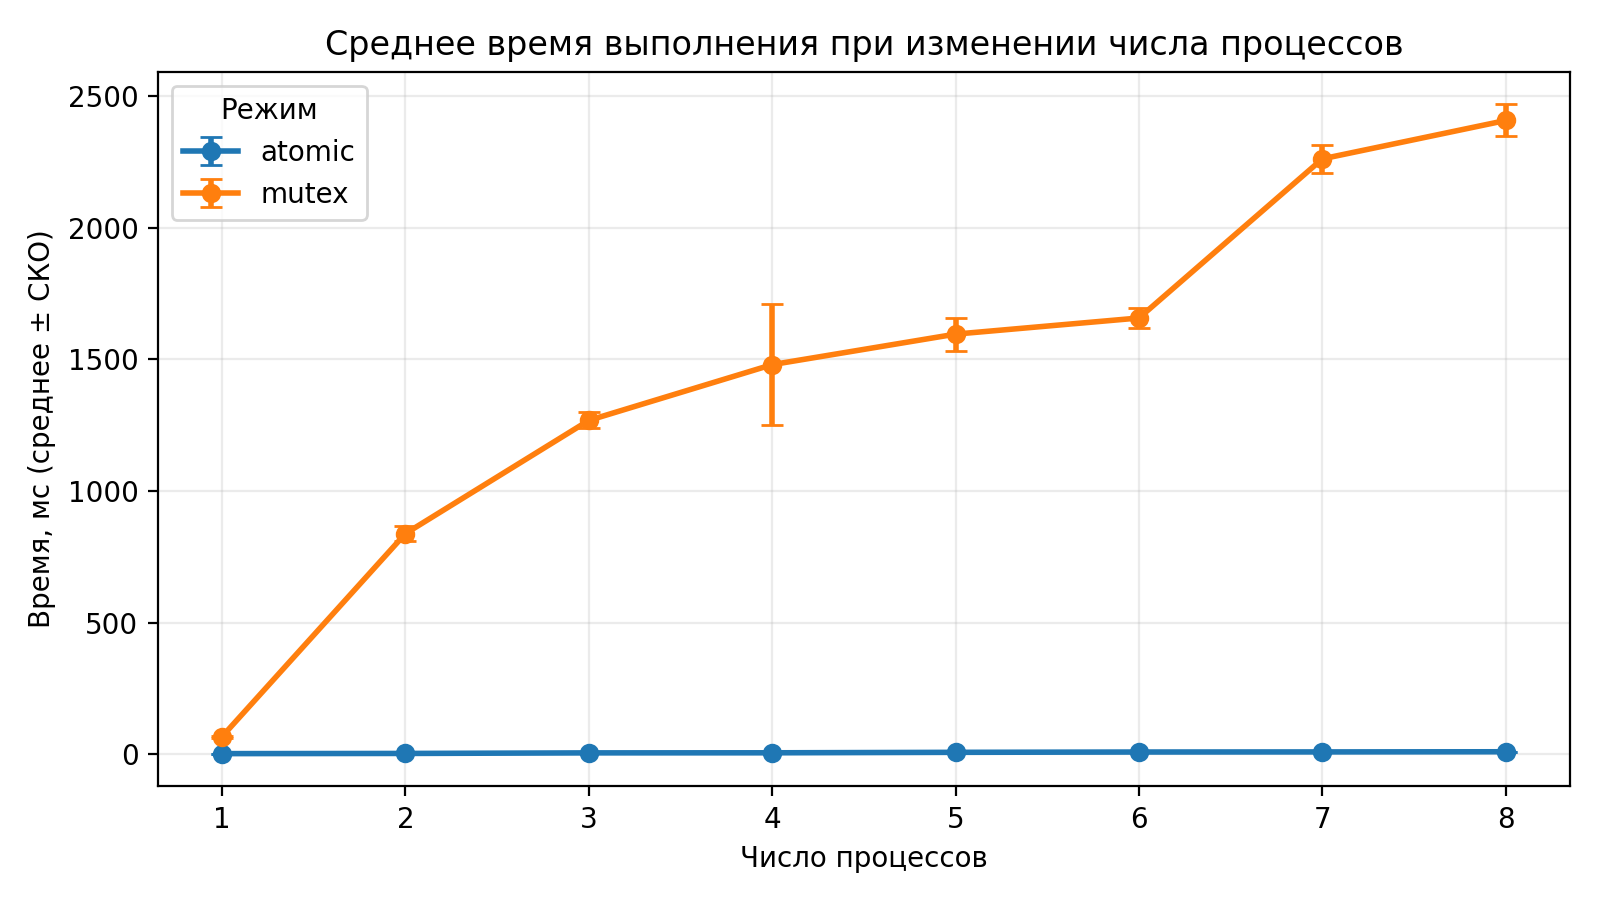 Среднее время выполнения при изменении числа процессов
Режим
atomic
mutex
Время, мс (среднее ± СКО)
2500
2000
1500
1000
500
0
1 2 3 4 5 6 7 8
Число процессов